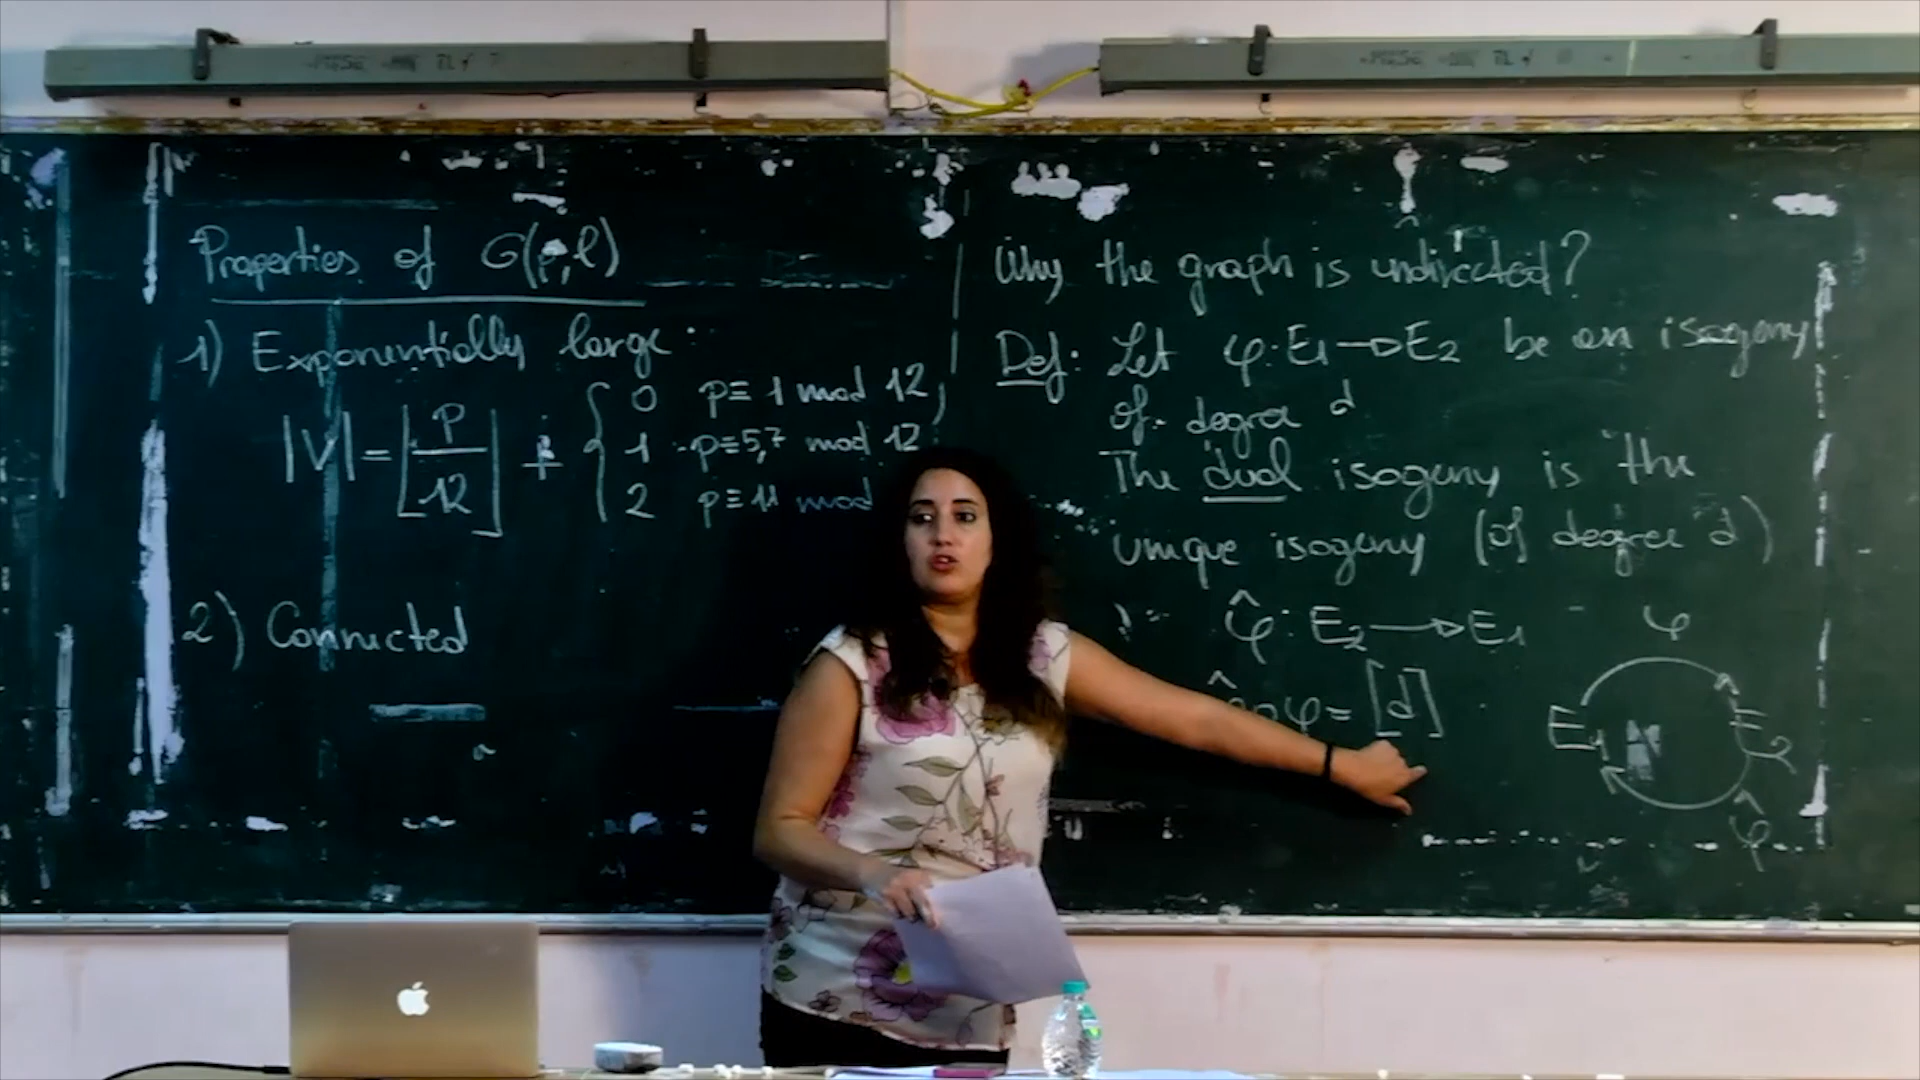 Properties of G(p,l)
1) Exponentially large:
|V| = ⌊p/12⌋ + { 0 p≡1 mod 12,
1 p≡5,7 mod 12
2 p≡11 mod
2) Connected
Why the graph is undirected?
Def: Let φ: E1→E2 be an isogeny
of degree d
The dual isogeny is the
unique isogeny (of degree d)
φ̂: E2→E1
∘φ = [d]
φ
E1 E2
φ̂